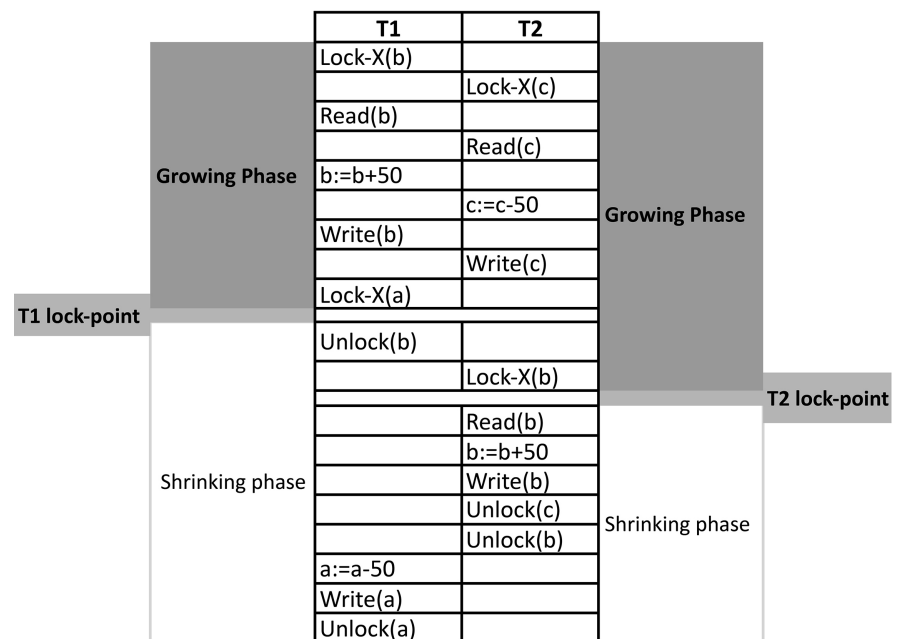 T1 T2
Lock-X(b)
Lock-X(c)
Read(b)
Read(c)
Growing Phase b:=b+50
c:=c-50 Growing Phase
Write(b)
Write(c)
Lock-X(a)
T1 lock-point
Unlock(b)
Lock-X(b)
T2 lock-point
Read(b)
b:=b+50
Shrinking phase Write(b)
Unlock(c)
Shrinking phase
Unlock(b)
a:=a-50
Write(a)
Unlock(a)